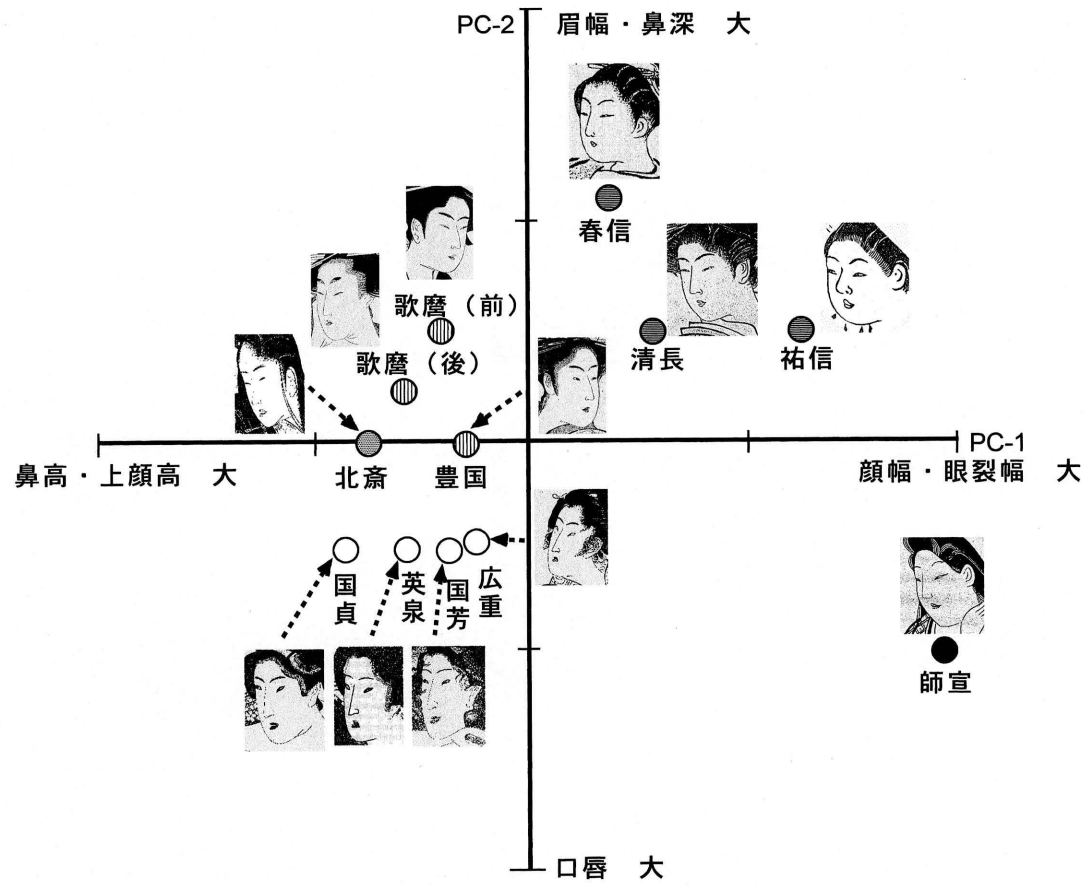 PC-2
眉幅・鼻深 大
春信
歌麿（前）
清長
祐信
歌麿（後）
PC-1
鼻高・上顔高 大
北斎
豊国
顔幅・眼裂幅 大
国貞
英泉
国芳
広重
師宣
口唇 大